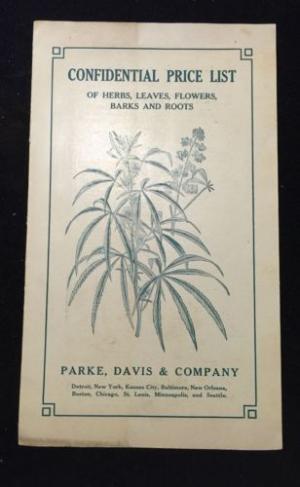 CONFIDENTIAL PRICE LIST
OF HERBS, LEAVES, FLOWERS,
BARKS AND ROOTS
PARKE, DAVIS & COMPANY
Detroit, New York, Kansas City, Baltimore, New Orleans,
Boston, Chicago, St. Louis, Minneapolis, and Seattle.